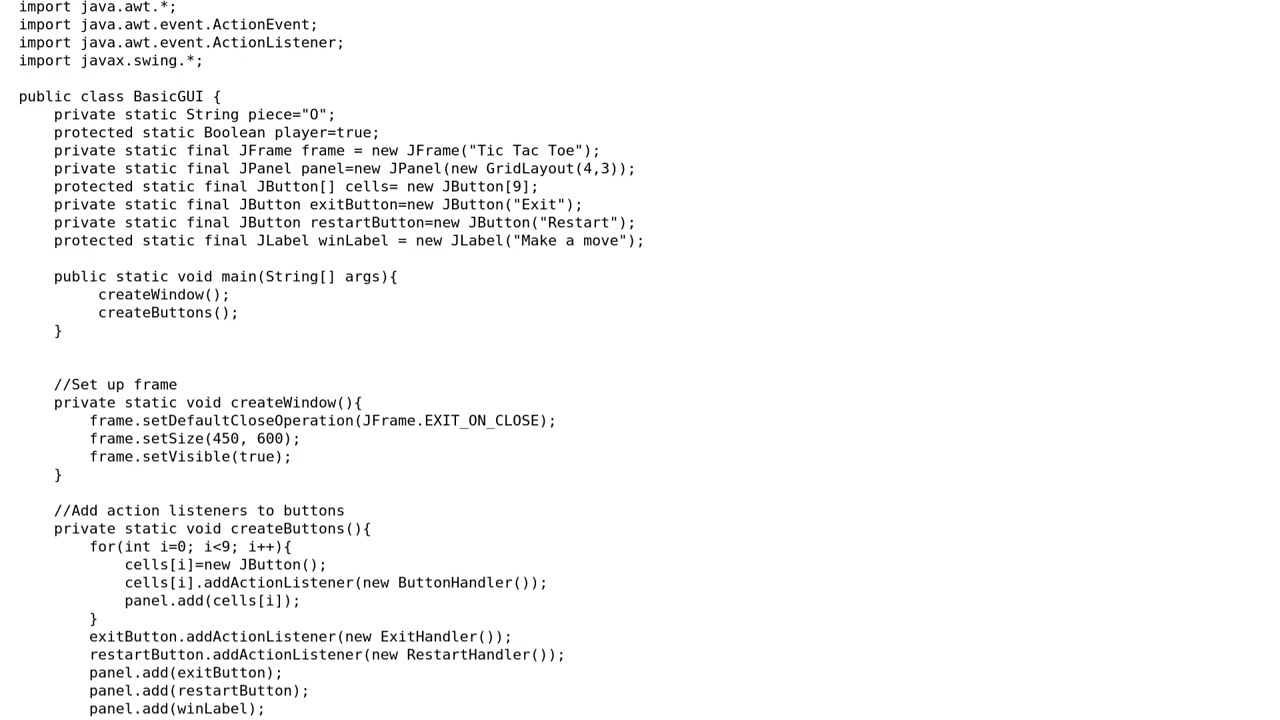 import java.awt.*;
import java.awt.event.ActionEvent;
import java.awt.event.ActionListener;
import javax.swing.*;

public class BasicGUI {
    private static String piece="O";
    protected static Boolean player=true;
    private static final JFrame frame = new JFrame("Tic Tac Toe");
    private static final JPanel panel=new JPanel(new GridLayout(4,3));
    protected static final JButton[] cells= new JButton[9];
    private static final JButton exitButton=new JButton("Exit");
    private static final JButton restartButton=new JButton("Restart");
    protected static final JLabel winLabel = new JLabel("Make a move");

    public static void main(String[] args){
         createWindow();
         createButtons();
    }


    //Set up frame
    private static void createWindow(){
        frame.setDefaultCloseOperation(JFrame.EXIT_ON_CLOSE);
        frame.setSize(450, 600);
        frame.setVisible(true);
    }

    //Add action listeners to buttons
    private static void createButtons(){
        for(int i=0; i<9; i++){
            cells[i]=new JButton();
            cells[i].addActionListener(new ButtonHandler());
            panel.add(cells[i]);
        }
        exitButton.addActionListener(new ExitHandler());
        restartButton.addActionListener(new RestartHandler());
        panel.add(exitButton);
        panel.add(restartButton);
        panel.add(winLabel);